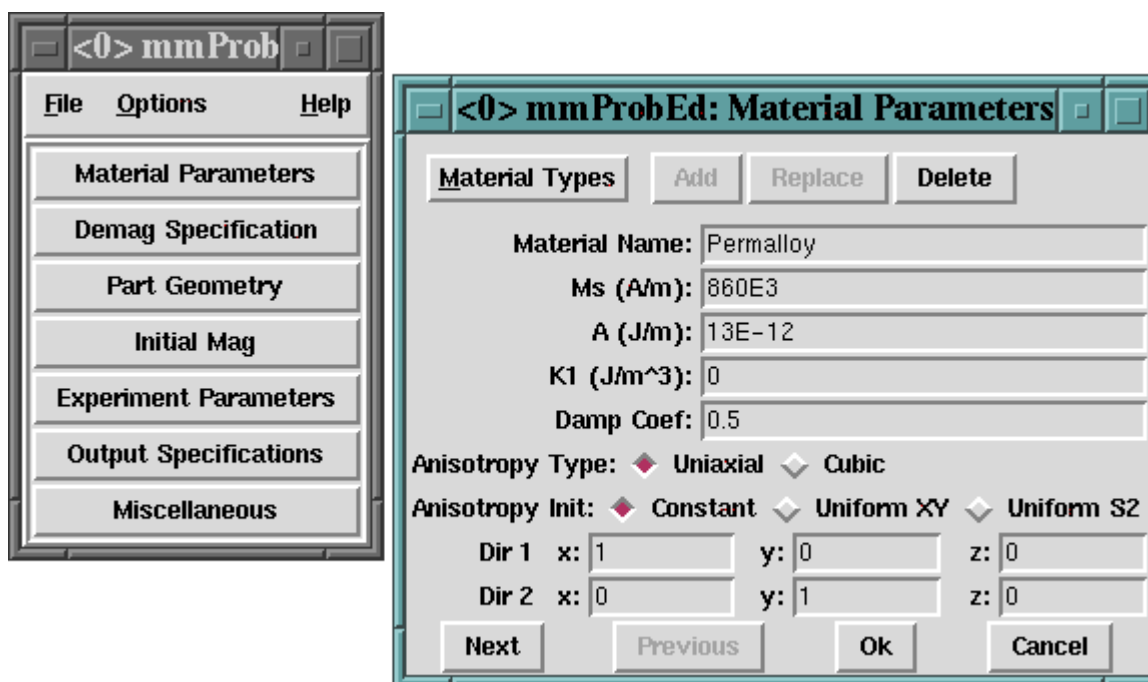 <0> mmProb
File Options Help
Material Parameters
Demag Specification
Part Geometry
Initial Mag
Experiment Parameters
Output Specifications
Miscellaneous
<0> mmProbEd: Material Parameters
Material Types Add Replace Delete
Material Name: Permalloy
Ms (A/m): 860E3
A (J/m): 13E-12
K1 (J/m^3): 0
Damp Coef: 0.5
Anisotropy Type: Uniaxial Cubic
Anisotropy Init: Constant Uniform XY Uniform S2
Dir 1 x: 1 y: 0 z: 0
Dir 2 x: 0 y: 1 z: 0
Next Previous Ok Cancel